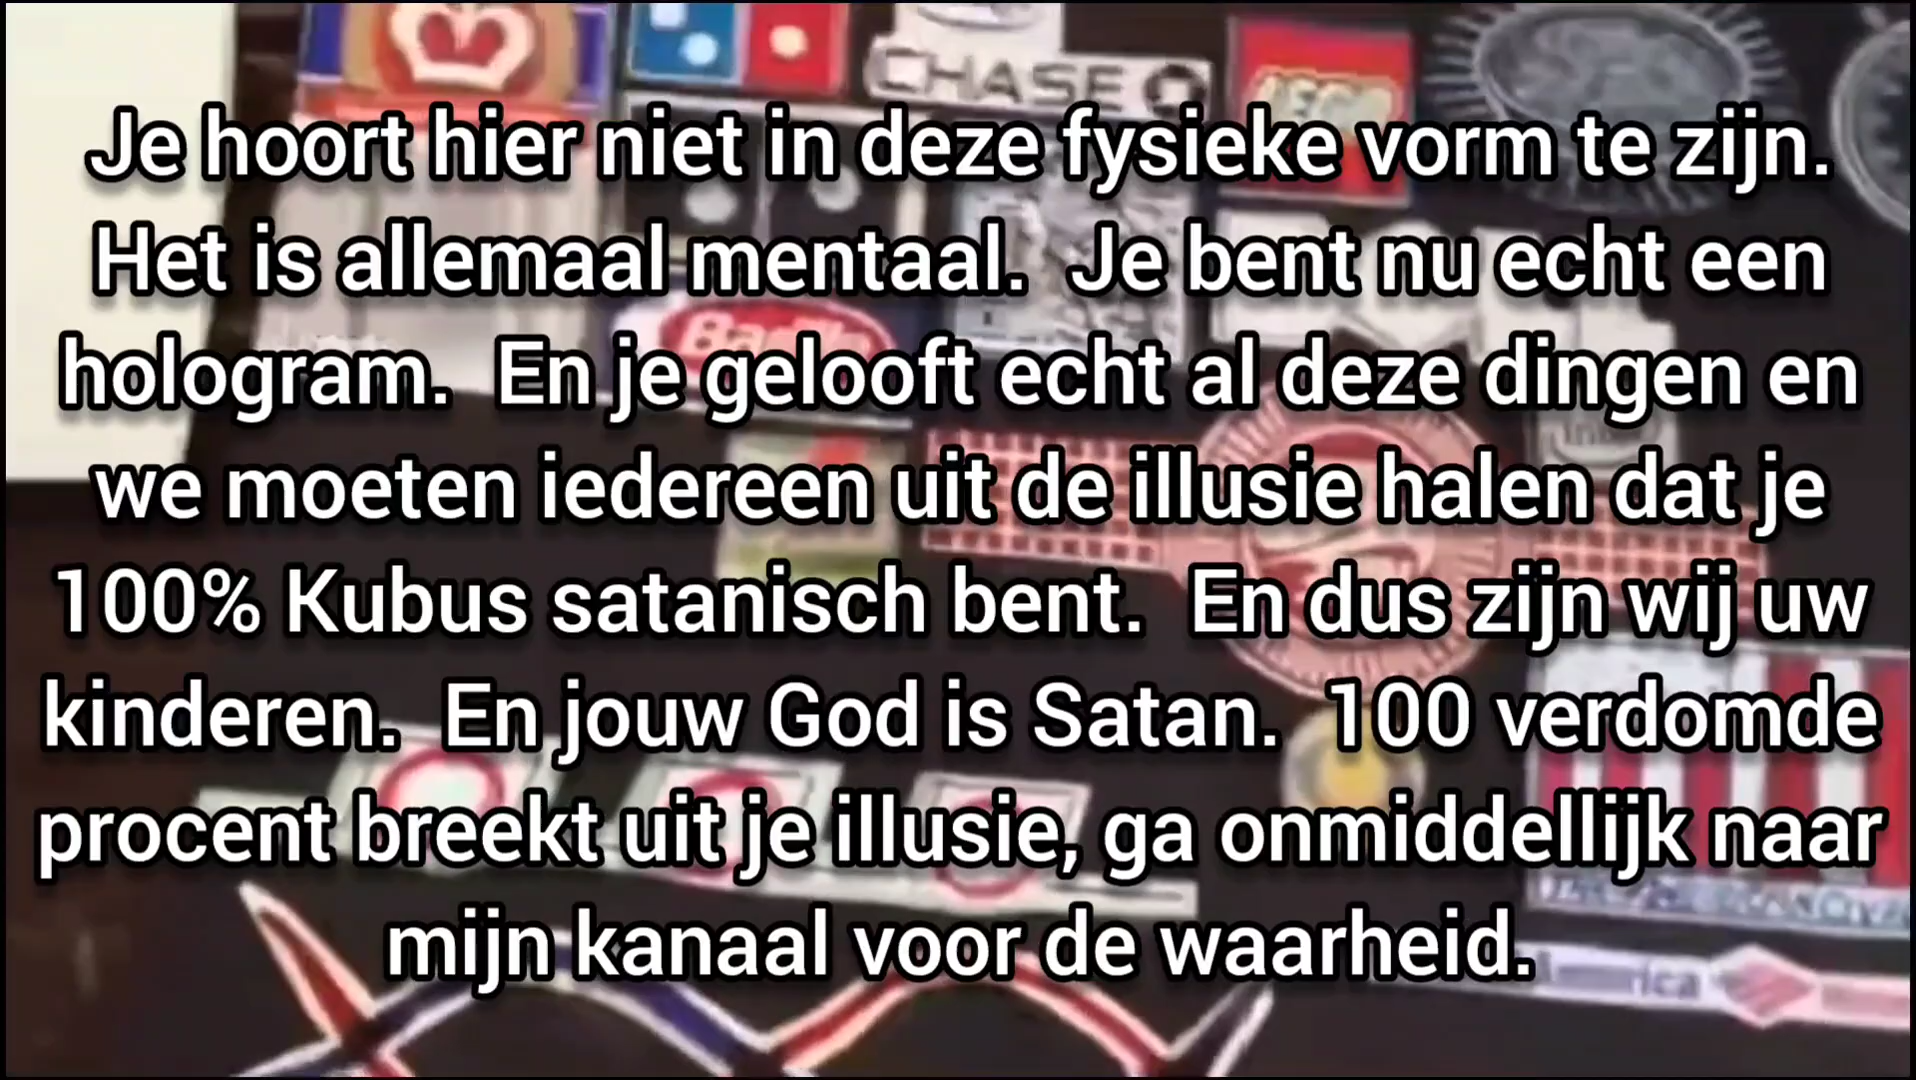 CHASE
LEGO
Je hoort hier niet in deze fysieke vorm te zijn.
Het is allemaal mentaal. Je bent nu echt een
hologram. En je gelooft echt al deze dingen en
we moeten iedereen uit de illusie halen dat je
100% Kubus satanisch bent. En dus zijn wij uw
kinderen. En jouw God is Satan. 100 verdomde
procent breekt uit je illusie, ga onmiddellijk naar
mijn kanaal voor de waarheid.